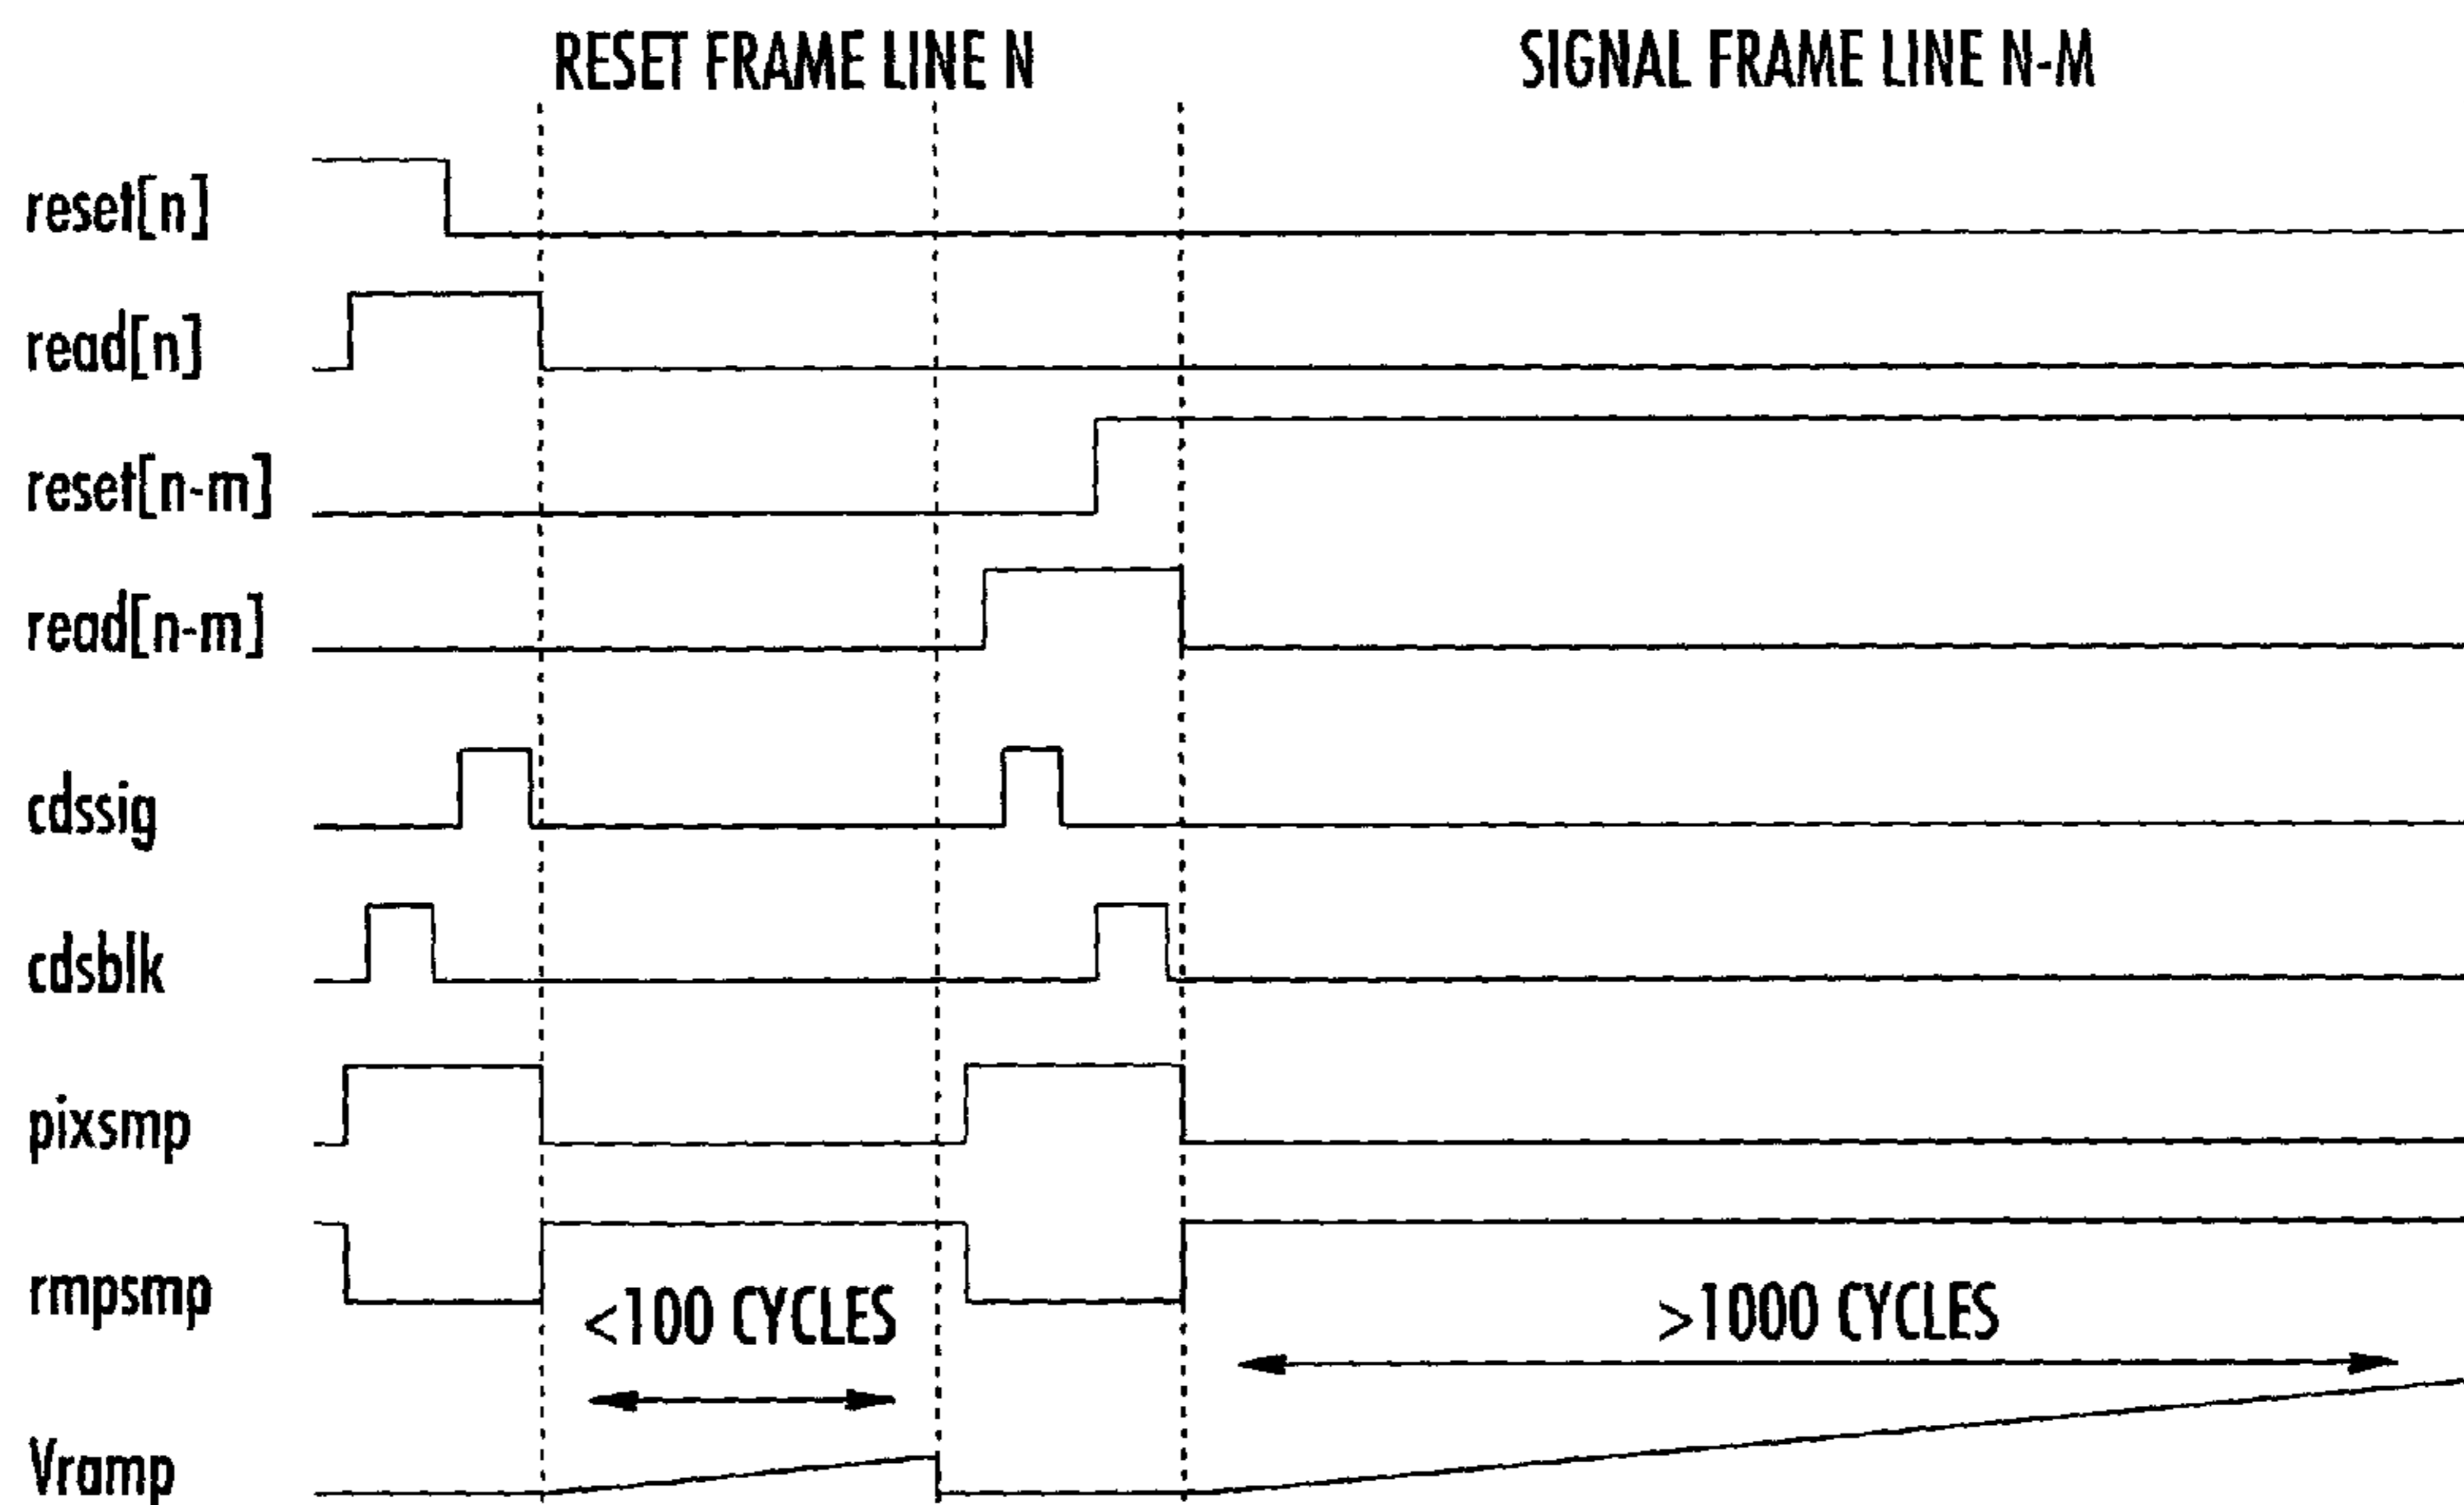 RESET FRAME LINE N
SIGNAL FRAME LINE N-M
reset[n]
read[n]
reset[n-m]
read[n-m]
cdssig
cdsblk
pixsmp
rmpsmp
<100 CYCLES
>1000 CYCLES
Vramp